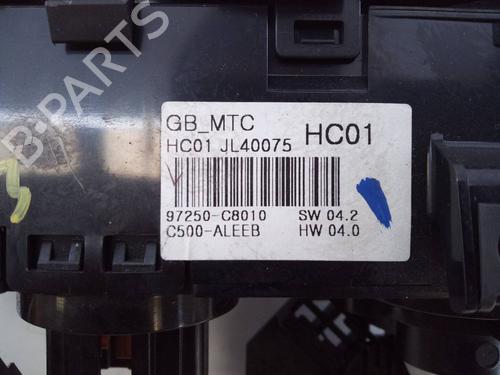 B-PARTS
GB_MTC
HC01 JL40075 HC01
97250-C8010 SW 04.2
C500-ALEEB HW 04.0